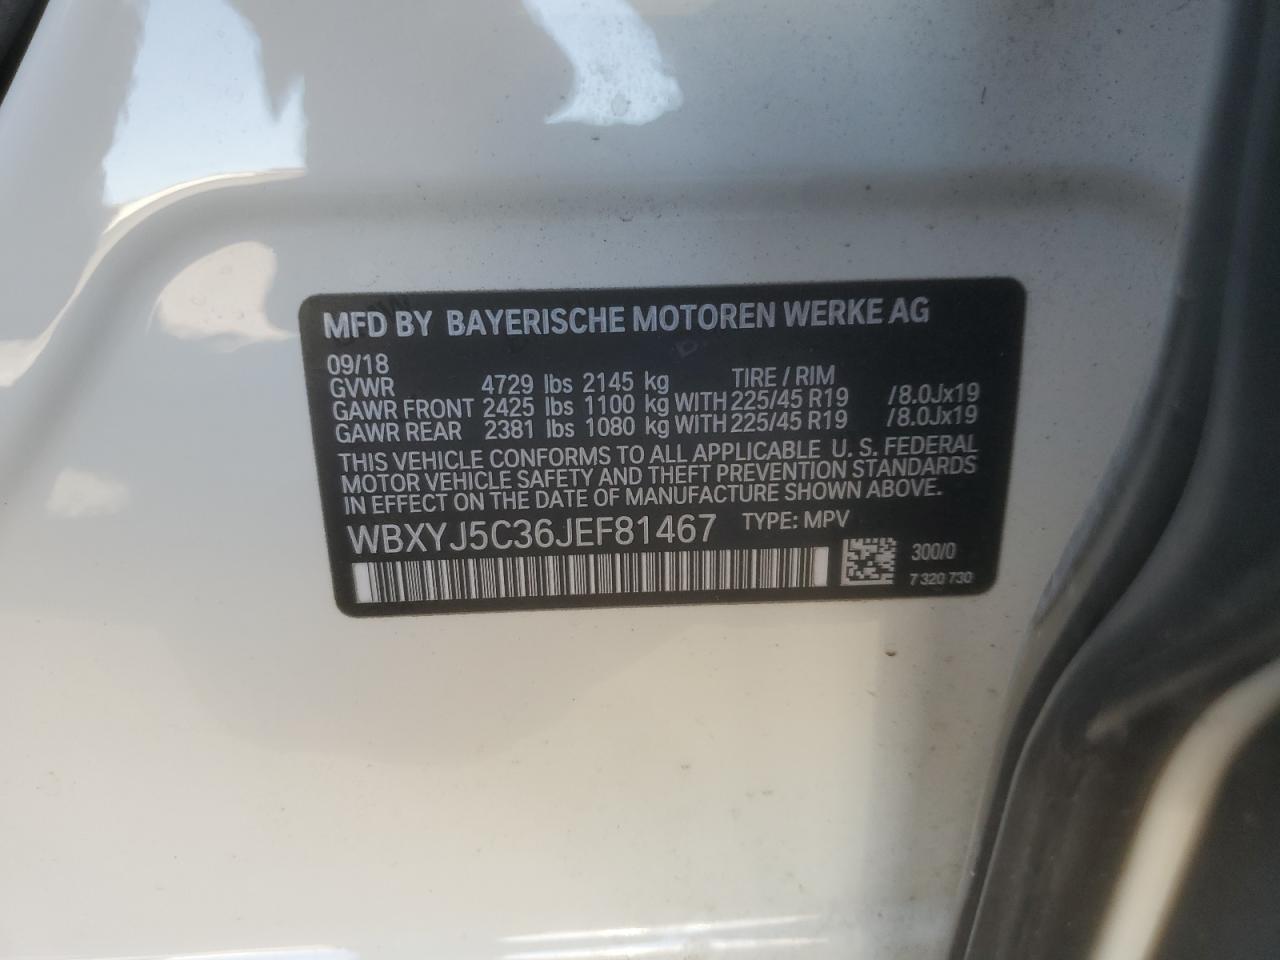 MFD BY BAYERISCHE MOTOREN WERKE AG
09/18
GVWR 4729 lbs 2145 kg TIRE / RIM
GAWR FRONT 2425 lbs 1100 kg WITH 225/45 R19 /8.0Jx19
GAWR REAR 2381 lbs 1080 kg WITH 225/45 R19 /8.0Jx19
THIS VEHICLE CONFORMS TO ALL APPLICABLE U. S. FEDERAL
MOTOR VEHICLE SAFETY AND THEFT PREVENTION STANDARDS
IN EFFECT ON THE DATE OF MANUFACTURE SHOWN ABOVE.
WBXYJ5C36JEF81467 TYPE: MPV
300/0
7 320 730